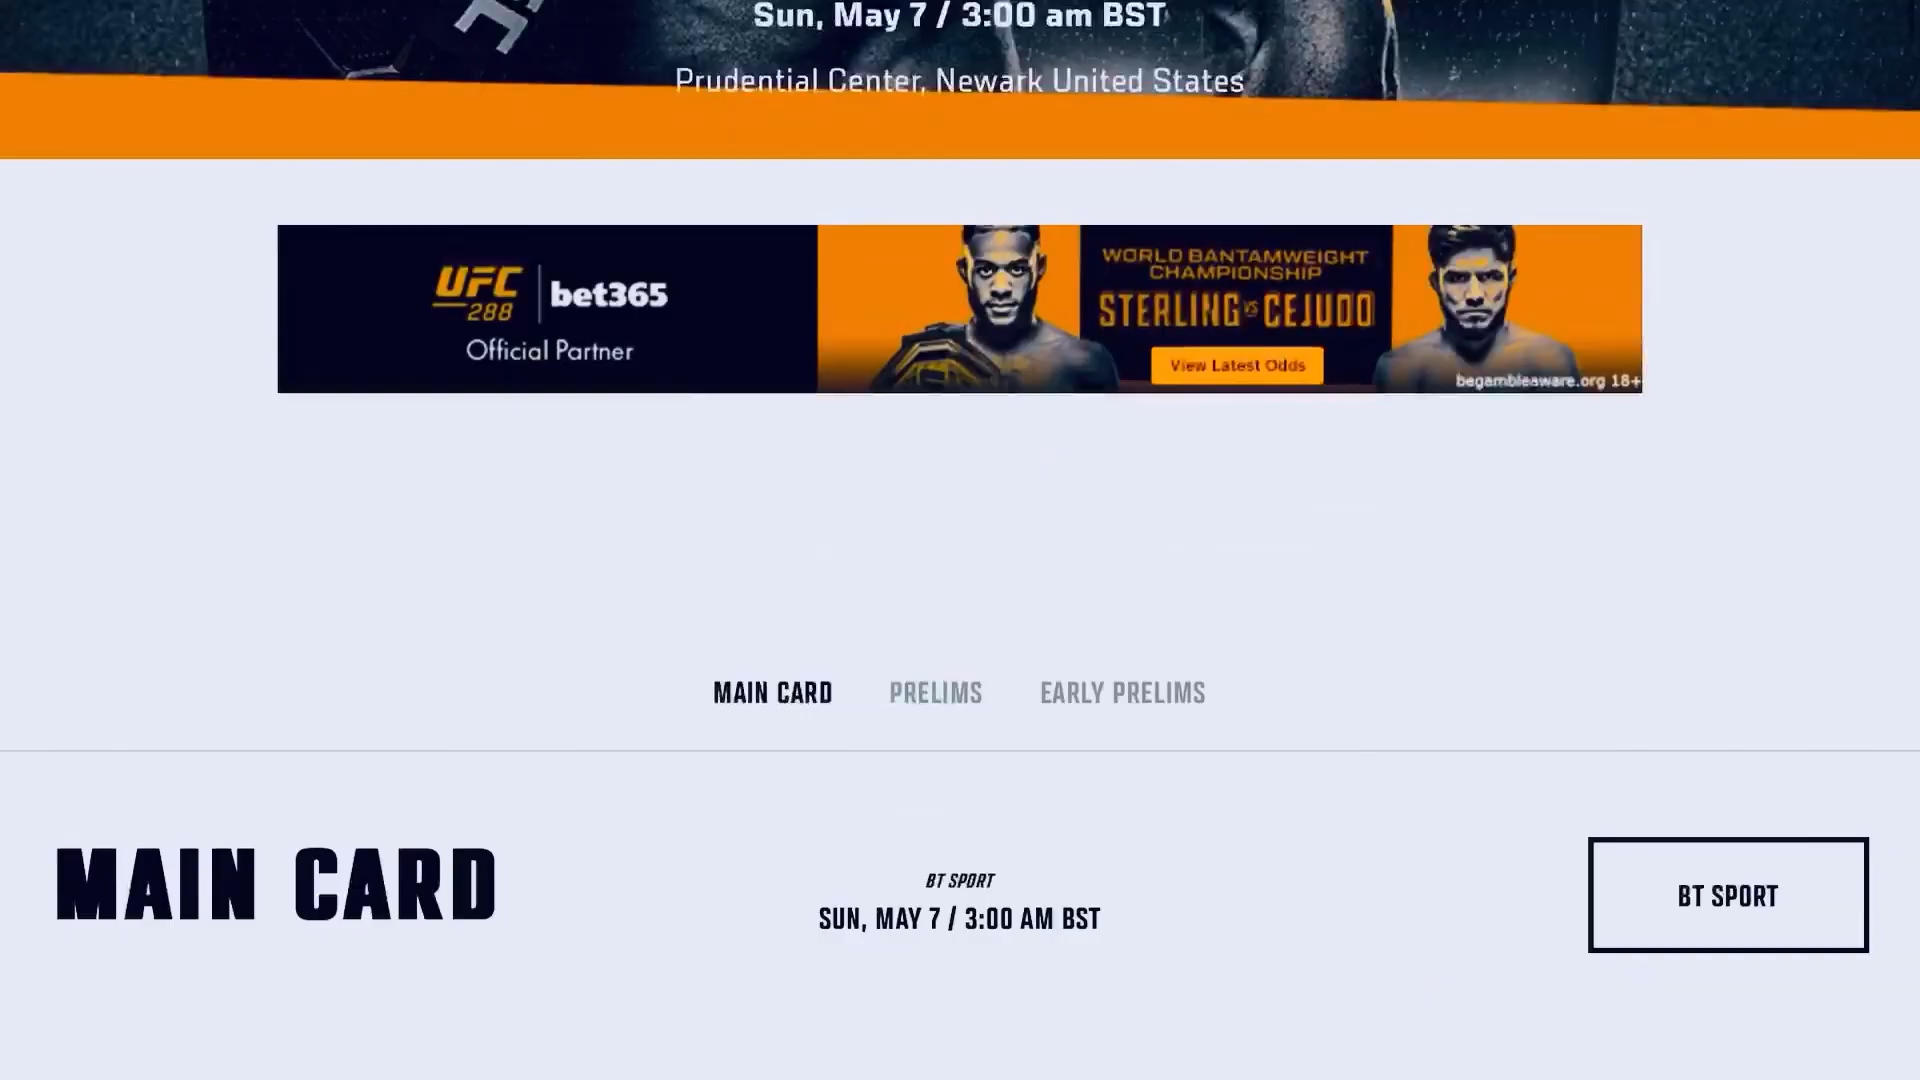 Sun, May 7 / 3:00 am BST
Prudential Center, Newark United States
UFC
288
bet365
Official Partner
WORLD BANTAMWEIGHT
CHAMPIONSHIP
STERLING VS CEJUDO
View Latest Odds
begambleaware.org 18+
MAIN CARD
PRELIMS
EARLY PRELIMS
MAIN CARD
BT SPORT
SUN, MAY 7 / 3:00 AM BST
BT SPORT